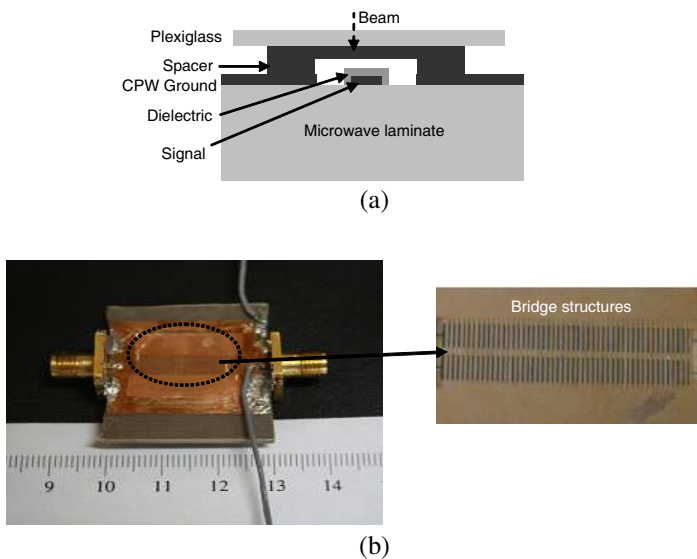 Beam
Plexiglass
Spacer
CPW Ground
Dielectric
Signal
Microwave laminate
(a)
Bridge structures
9 10 11 12 13 14
(b)